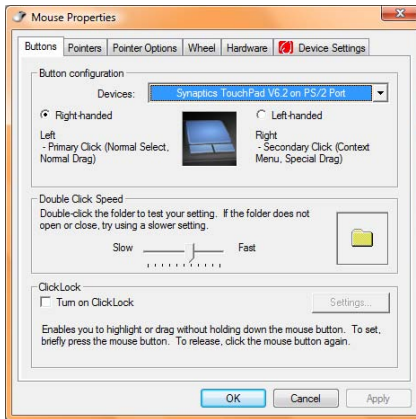 Mouse Properties
Buttons Pointers Pointer Options Wheel Hardware Device Settings
Button configuration
Devices: Synaptics TouchPad V6.2 on PS/2 Port
Right-handed Left-handed
Left Right
- Primary Click (Normal Select, - Secondary Click (Context
Normal Drag) Menu, Special Drag)
Double Click Speed
Double-click the folder to test your setting. If the folder does not
open or close, try using a slower setting.
Slow Fast
ClickLock
Turn on ClickLock Settings...
Enables you to highlight or drag without holding down the mouse button. To set,
briefly press the mouse button. To release, click the mouse button again.
OK Cancel Apply